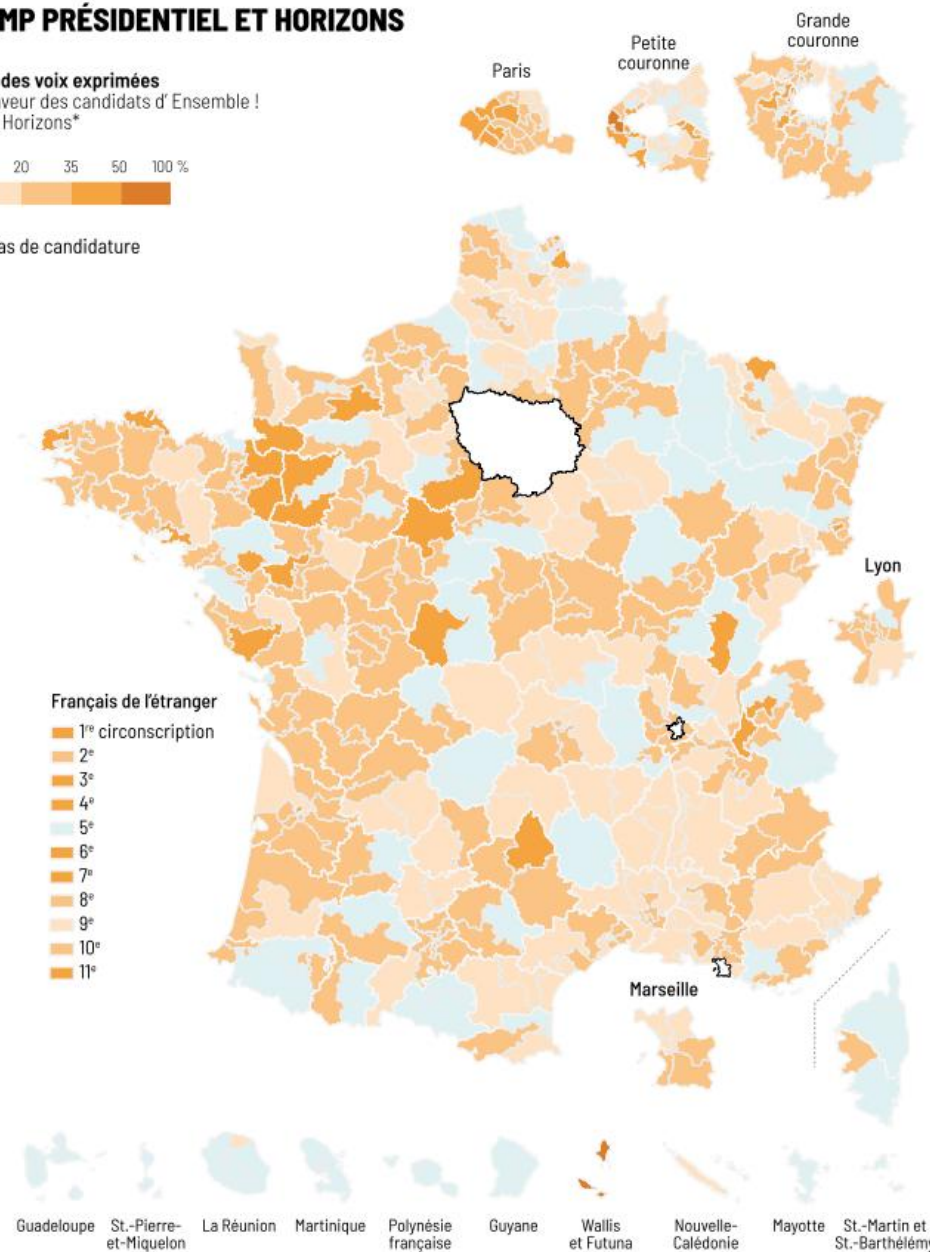 MP PRÉSIDENTIEL ET HORIZONS
des voix exprimées
veur des candidats d' Ensemble !
Horizons*
20 35 50 100 %
as de candidature
Paris
Petite
couronne
Grande
couronne
Lyon
Français de l'étranger
1re circonscription
2e
3e
4e
5e
6e
7e
8e
9e
10e
11e
Marseille
Guadeloupe
St.-Pierre-
et-Miquelon
La Réunion
Martinique
Polynésie
française
Guyane
Wallis
et Futuna
Nouvelle-
Calédonie
Mayotte
St.-Martin et
St.-Barthélémy